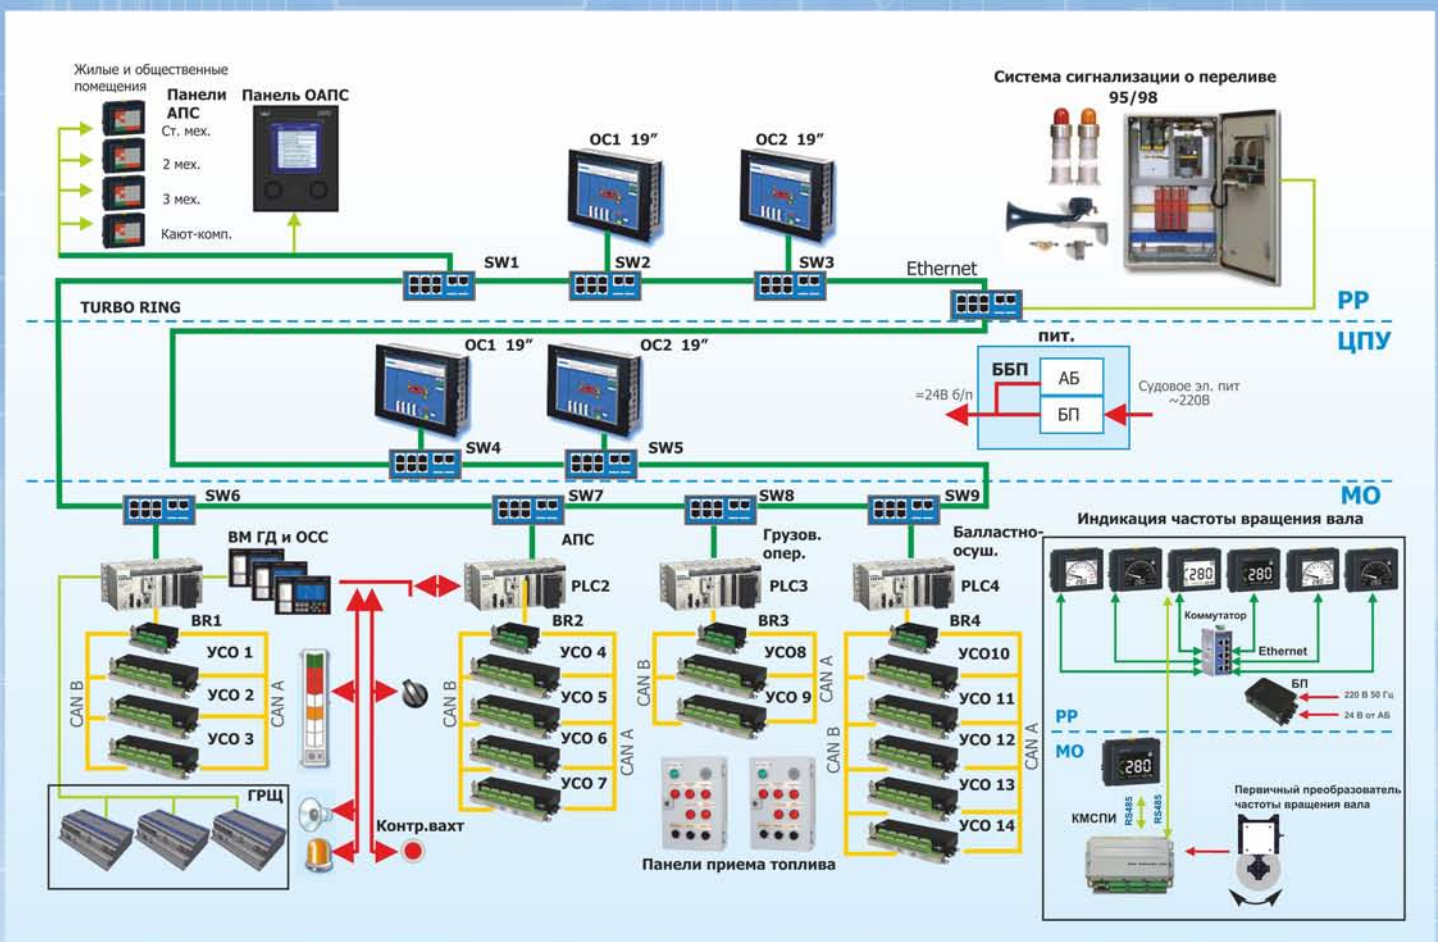 Жилые и общественные
помещения
Панели
АПС
Панель ОАПС
Ст. мех.
2 мех.
3 мех.
Кают-комп.
ОС1 19”
ОС2 19”
Система сигнализации о переливе
95/98
SW1
SW2
SW3
Ethernet
TURBO RING
РР
ЦПУ
ОС1 19”
ОС2 19”
пит.
ББП
АБ
БП
=24В б/п
Судовое эл. пит
~220В
SW4
SW5
МО
SW6
SW7
SW8
SW9
ВМ ГД и ОСС
АПС
Грузов.
опер.
Балластно-
осуш.
PLC2
PLC3
PLC4
BR1
BR2
BR3
BR4
УСО 1
УСО 2
УСО 3
CAN B
CAN A
УСО 4
УСО 5
УСО 6
УСО 7
CAN B
CAN A
УСО8
УСО 9
CAN B
CAN A
УСО10
УСО 11
УСО 12
УСО 13
УСО 14
CAN B
CAN A
ГРЩ
Контр.вахт
Панели приема топлива
Индикация частоты вращения вала
280
280
280
Коммутатор
Ethernet
БП
220 В 50 Гц
24 В от АБ
РР
МО
280
RS485
RS485
КМСПИ
Первичный преобразователь
частоты вращения вала